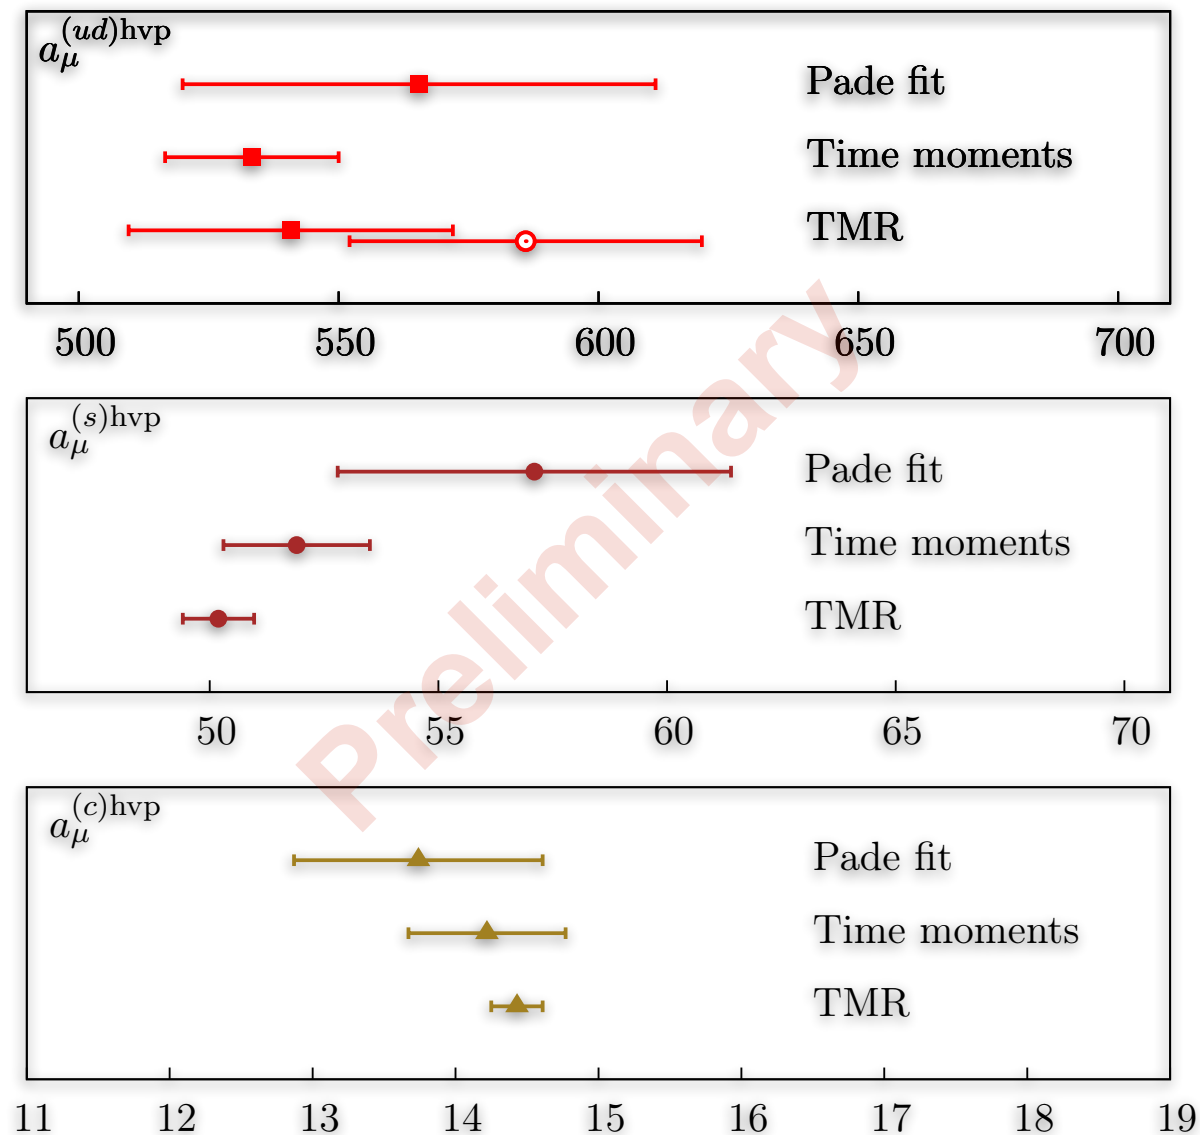 a_μ^{(ud)hvp}
Pade fit
Time moments
TMR
500 550 600 650 700
a_μ^{(s)hvp}
Pade fit
Time moments
TMR
50 55 60 65 70
a_μ^{(c)hvp}
Pade fit
Time moments
TMR
11 12 13 14 15 16 17 18 19
Preliminary